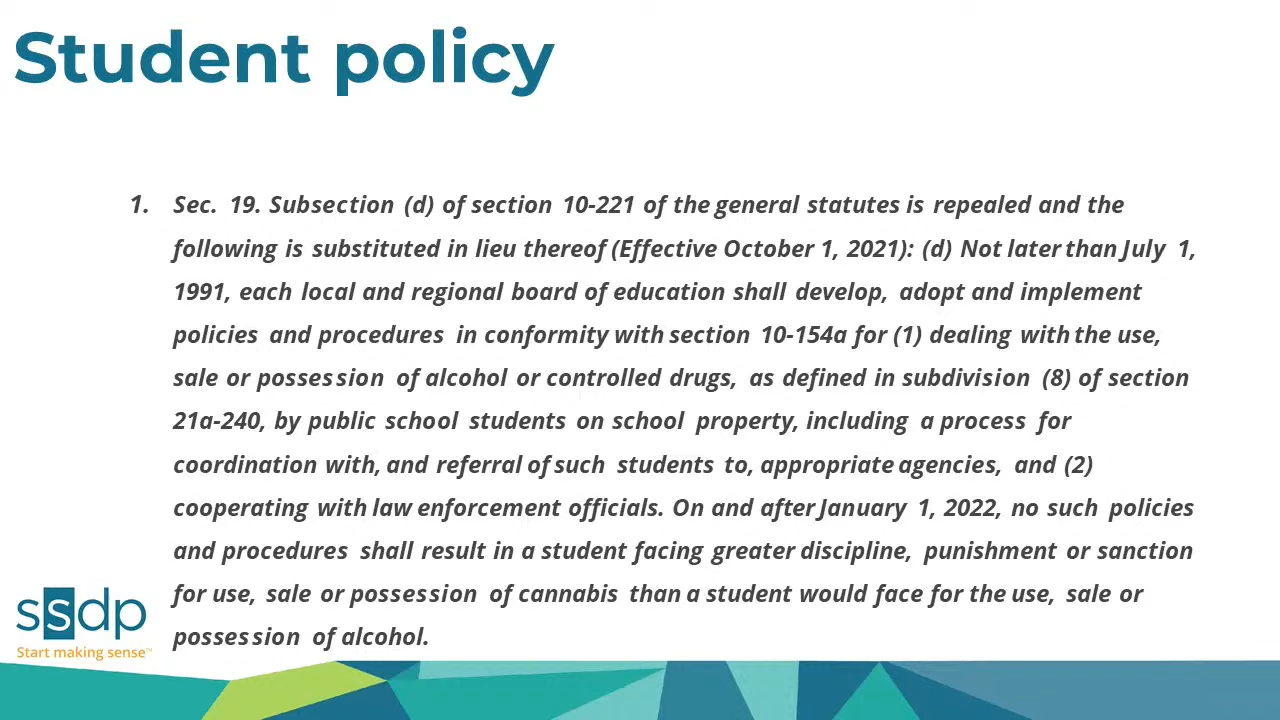 Student policy
1. Sec. 19. Subsection (d) of section 10-221 of the general statutes is repealed and the
following is substituted in lieu thereof (Effective October 1, 2021): (d) Not later than July 1,
1991, each local and regional board of education shall develop, adopt and implement
policies and procedures in conformity with section 10-154a for (1) dealing with the use,
sale or possession of alcohol or controlled drugs, as defined in subdivision (8) of section
21a-240, by public school students on school property, including a process for
coordination with, and referral of such students to, appropriate agencies, and (2)
cooperating with law enforcement officials. On and after January 1, 2022, no such policies
and procedures shall result in a student facing greater discipline, punishment or sanction
for use, sale or possession of cannabis than a student would face for the use, sale or
possession of alcohol.
ssdp
Start making sense™